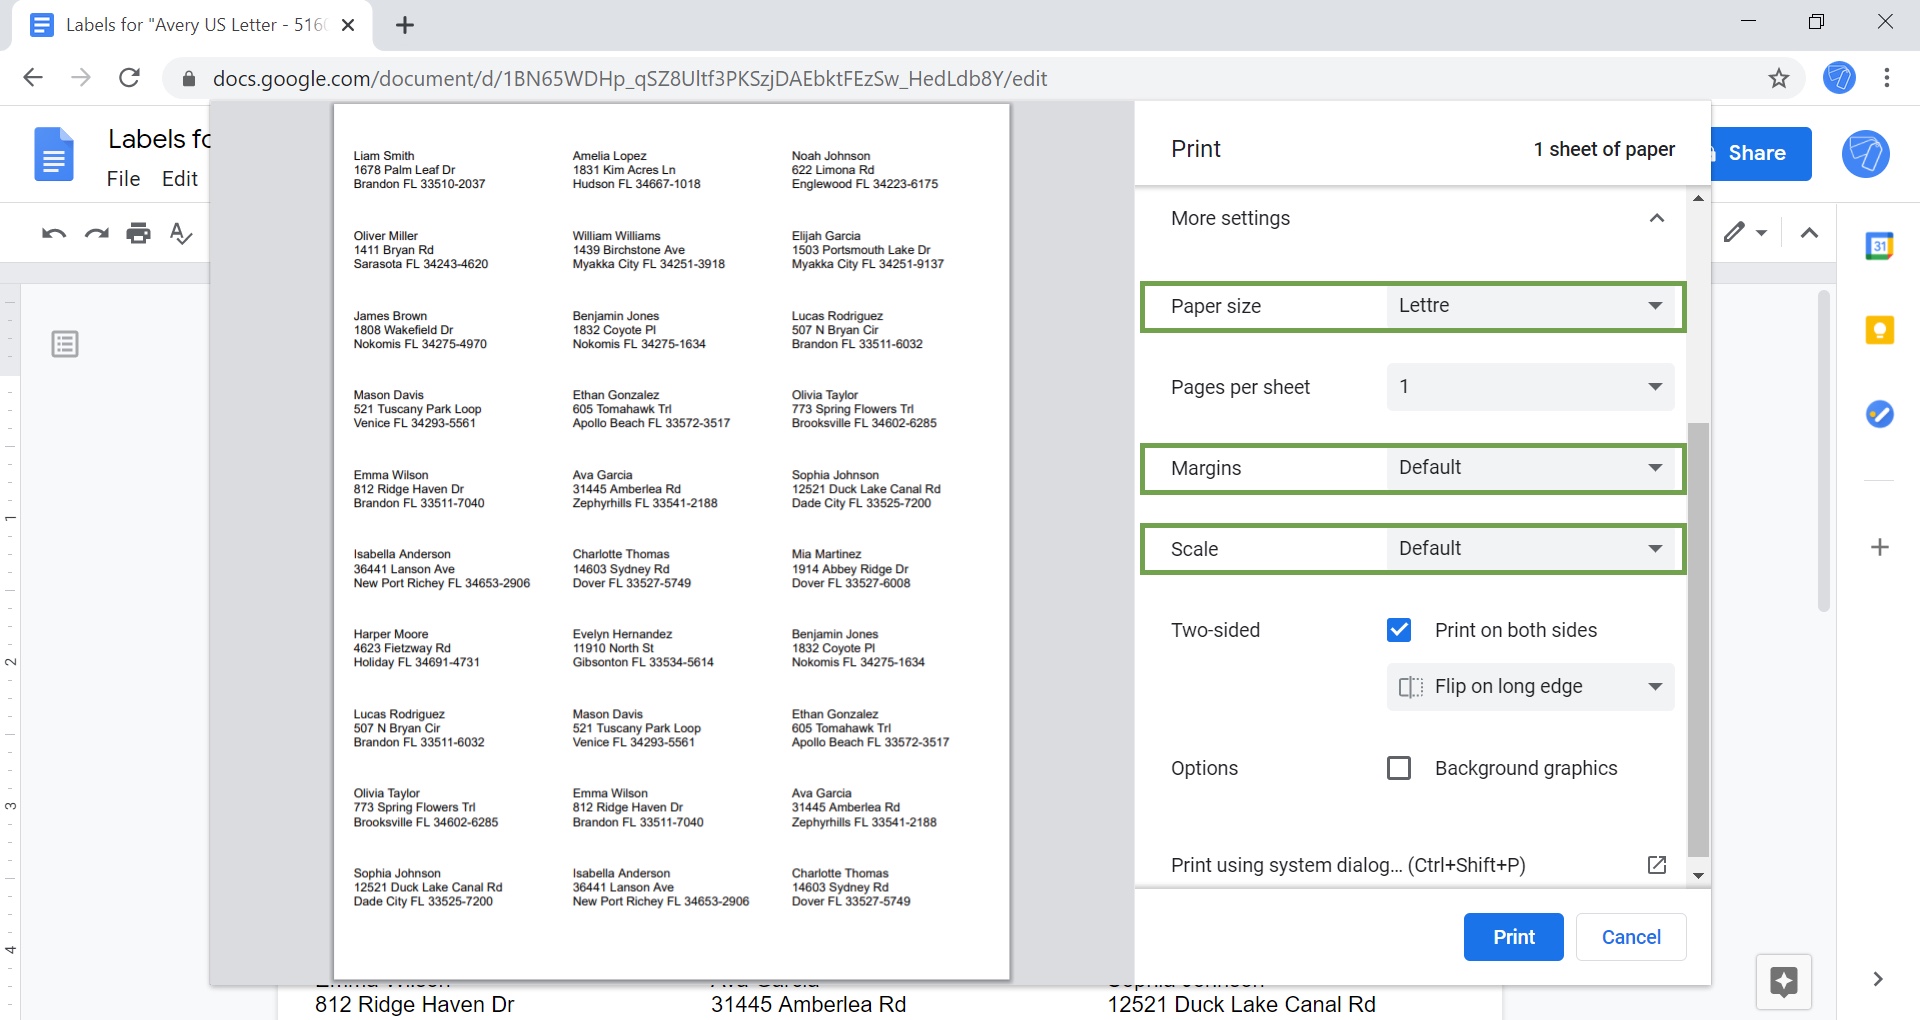 Labels for "Avery US Letter - 516
docs.google.com/document/d/1BN65WDHp_qSZ8Ultf3PKSzjDAEbktFEzSw_HedLdb8Y/edit
Labels fo
File Edit
Share
31
1
2
3
4
Liam Smith
1678 Palm Leaf Dr
Brandon FL 33510-2037
Amelia Lopez
1831 Kim Acres Ln
Hudson FL 34667-1018
Noah Johnson
622 Limona Rd
Englewood FL 34223-6175
Oliver Miller
1411 Bryan Rd
Sarasota FL 34243-4620
William Williams
1439 Birchstone Ave
Myakka City FL 34251-3918
Elijah Garcia
1503 Portsmouth Lake Dr
Myakka City FL 34251-9137
James Brown
1808 Wakefield Dr
Nokomis FL 34275-4970
Benjamin Jones
1832 Coyote Pl
Nokomis FL 34275-1634
Lucas Rodriguez
507 N Bryan Cir
Brandon FL 33511-6032
Mason Davis
521 Tuscany Park Loop
Venice FL 34293-5561
Ethan Gonzalez
605 Tomahawk Trl
Apollo Beach FL 33572-3517
Olivia Taylor
773 Spring Flowers Trl
Brooksville FL 34602-6285
Emma Wilson
812 Ridge Haven Dr
Brandon FL 33511-7040
Ava Garcia
31445 Amberlea Rd
Zephyrhills FL 33541-2188
Sophia Johnson
12521 Duck Lake Canal Rd
Dade City FL 33525-7200
Isabella Anderson
36441 Lanson Ave
New Port Richey FL 34653-2906
Charlotte Thomas
14603 Sydney Rd
Dover FL 33527-5749
Mia Martinez
1914 Abbey Ridge Dr
Dover FL 33527-6008
Harper Moore
4623 Fietzway Rd
Holiday FL 34691-4731
Evelyn Hernandez
11910 North St
Gibsonton FL 33534-5614
Benjamin Jones
1832 Coyote Pl
Nokomis FL 34275-1634
Lucas Rodriguez
507 N Bryan Cir
Brandon FL 33511-6032
Mason Davis
521 Tuscany Park Loop
Venice FL 34293-5561
Ethan Gonzalez
605 Tomahawk Trl
Apollo Beach FL 33572-3517
Olivia Taylor
773 Spring Flowers Trl
Brooksville FL 34602-6285
Emma Wilson
812 Ridge Haven Dr
Brandon FL 33511-7040
Ava Garcia
31445 Amberlea Rd
Zephyrhills FL 33541-2188
Sophia Johnson
12521 Duck Lake Canal Rd
Dade City FL 33525-7200
Isabella Anderson
36441 Lanson Ave
New Port Richey FL 34653-2906
Charlotte Thomas
14603 Sydney Rd
Dover FL 33527-5749
Print
1 sheet of paper
More settings
Paper size Lettre
Pages per sheet 1
Margins Default
Scale Default
Two-sided Print on both sides
Flip on long edge
Options Background graphics
Print using system dialog... (Ctrl+Shift+P)
Print Cancel
812 Ridge Haven Dr
31445 Amberlea Rd
12521 Duck Lake Canal Rd